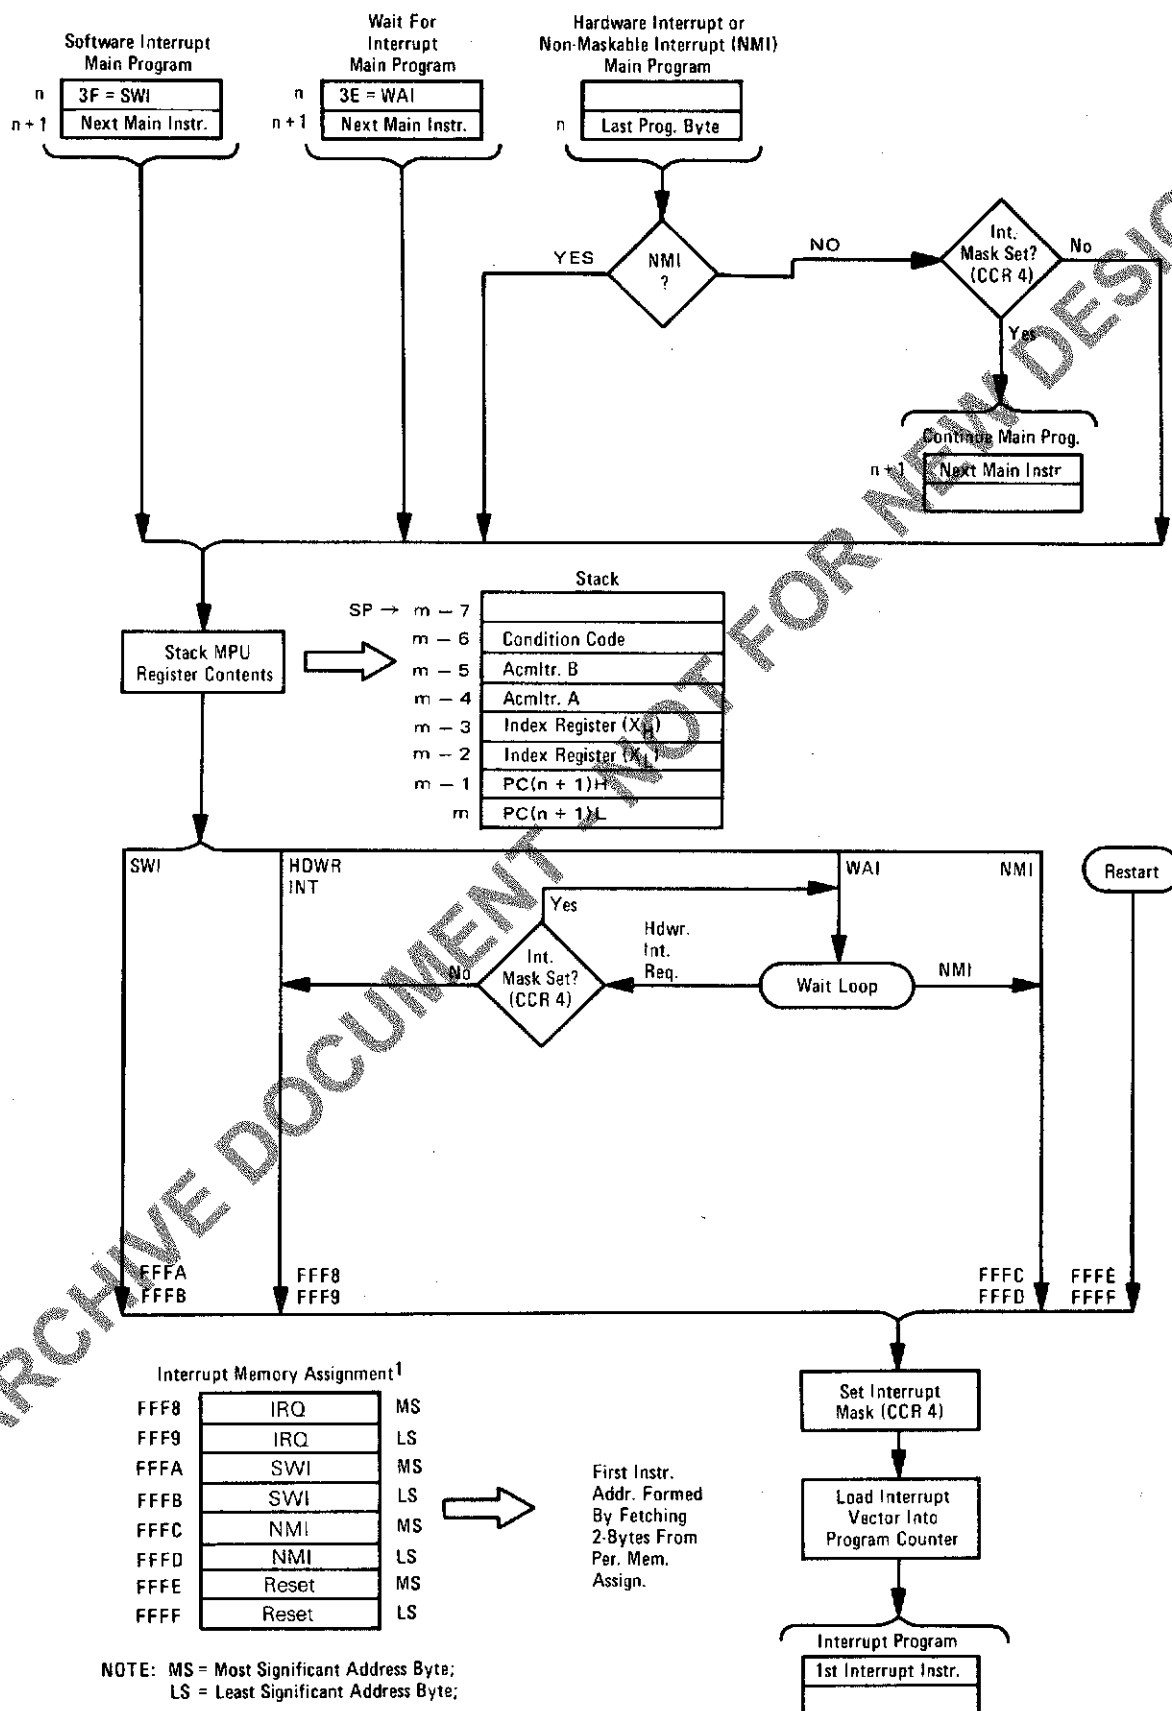 Software Interrupt
Main Program
n 3F = SWI
n + 1 Next Main Instr.
Wait For
Interrupt
Main Program
n 3E = WAI
n + 1 Next Main Instr.
Hardware Interrupt or
Non-Maskable Interrupt (NMI)
Main Program
n Last Prog. Byte
YES
NMI
?
NO
Int.
Mask Set?
(CCR 4)
No
Yes
Continue Main Prog.
n + 1 Next Main Instr
Stack MPU
Register Contents
Stack
SP → m – 7
m – 6 Condition Code
m – 5 Acmltr. B
m – 4 Acmltr. A
m – 3 Index Register (XH)
m – 2 Index Register (XL)
m – 1 PC(n + 1)H
m PC(n + 1)L
SWI
HDWR
INT
WAI
NMI
Restart
Yes
Int.
Mask Set?
(CCR 4)
No
Hdwr.
Int.
Req.
Wait Loop
NMI
FFFA
FFFB
FFF8
FFF9
FFFC
FFFD
FFFE
FFFF
Interrupt Memory Assignment1
FFF8 IRQ MS
FFF9 IRQ LS
FFFA SWI MS
FFFB SWI LS
FFFC NMI MS
FFFD NMI LS
FFFE Reset MS
FFFF Reset LS
First Instr.
Addr. Formed
By Fetching
2-Bytes From
Per. Mem.
Assign.
Set Interrupt
Mask (CCR 4)
Load Interrupt
Vector Into
Program Counter
Interrupt Program
1st Interrupt Instr.
NOTE: MS = Most Significant Address Byte;
LS = Least Significant Address Byte;
ARCHIVE DOCUMENT - NOT FOR NEW DESIG